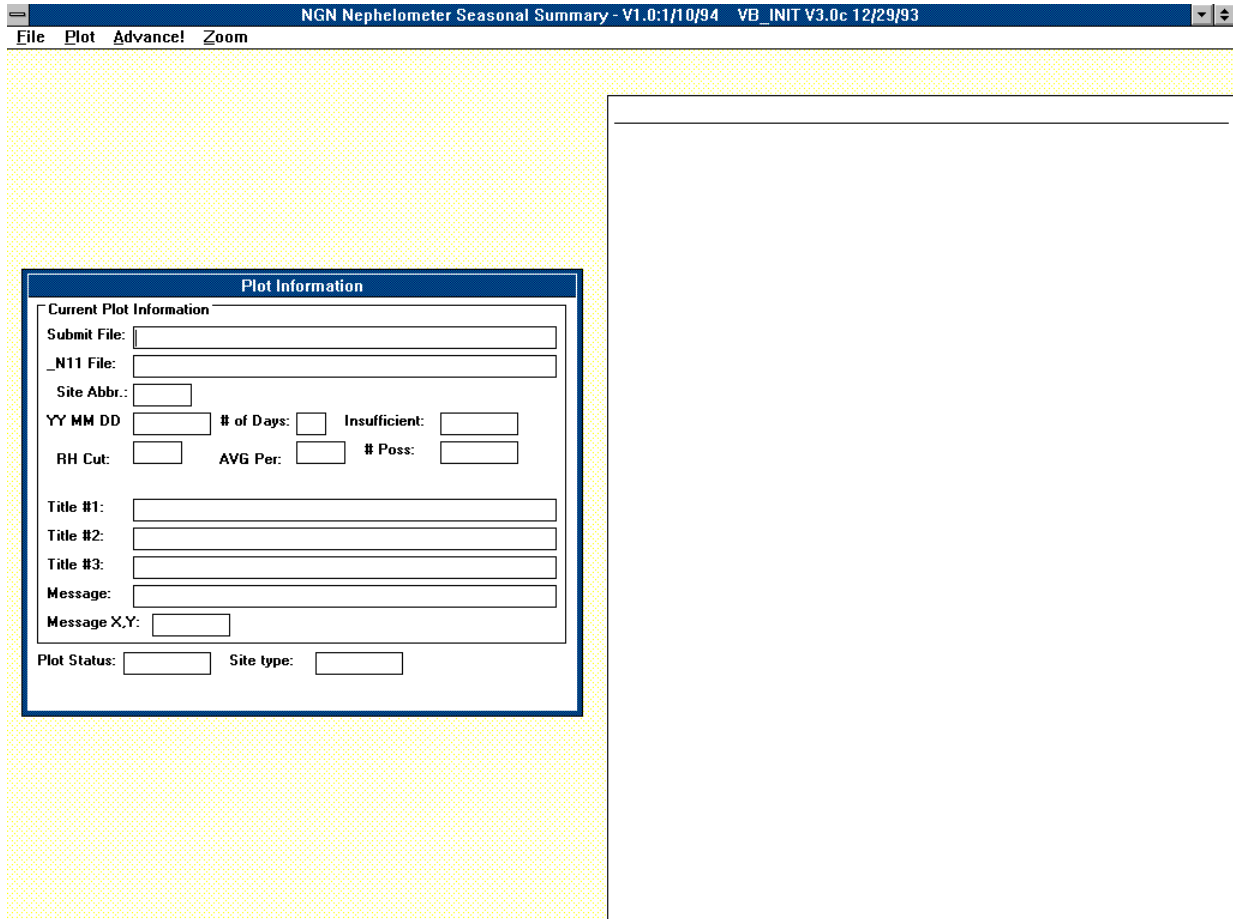 NGN Nephelometer Seasonal Summary - V1.0:1/10/94 VB_INIT V3.0c 12/29/93
File Plot Advance! Zoom
Plot Information
Current Plot Information
Submit File:
_N11 File:
Site Abbr.:
YY MM DD # of Days: Insufficient:
RH Cut: AVG Per: # Poss:
Title #1:
Title #2:
Title #3:
Message:
Message X,Y:
Plot Status: Site type: